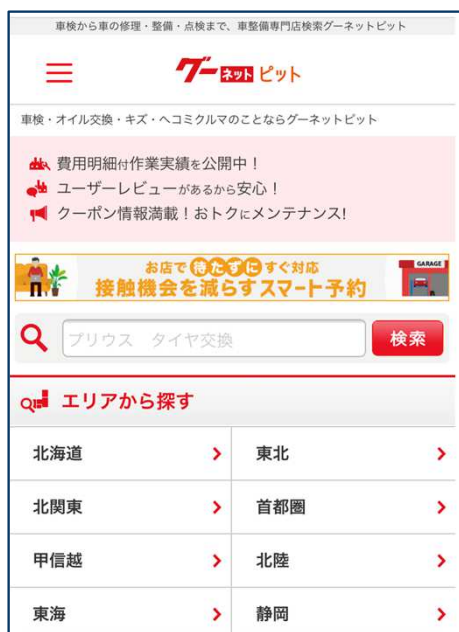 車検から車の修理・整備・点検まで、車整備専門店検索グーネットピット
グーネットピット
車検・オイル交換・キズ・ヘコミクルマのことならグーネットピット
費用明細付作業実績を公開中！
ユーザーレビューがあるから安心！
クーポン情報満載！おトクにメンテナンス!
お店で待たずにすぐ対応
接触機会を減らすスマート予約
GARAGE
プリウス　タイヤ交換
検索
エリアから探す
北海道
東北
北関東
首都圏
甲信越
北陸
東海
静岡